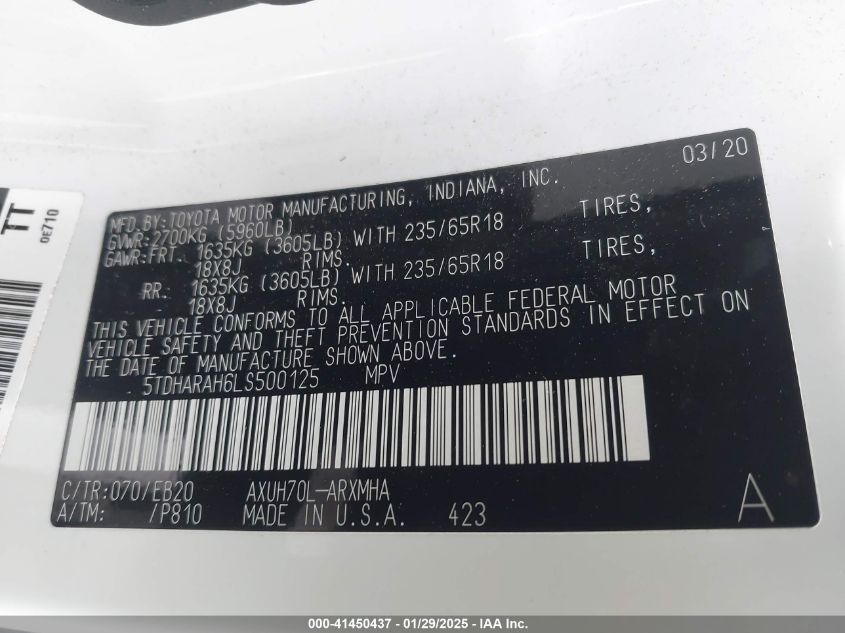 03/20
MFD.BY:TOYOTA MOTOR MANUFACTURING, INDIANA, INC.
GVWR:2700KG (5960LB)
GAWR:FRT. 1635KG (3605LB) WITH 235/65R18 TIRES,
18X8J RIMS.
RR. 1635KG (3605LB) WITH 235/65R18 TIRES,
18X8J RIMS.
THIS VEHICLE CONFORMS TO ALL APPLICABLE FEDERAL MOTOR
VEHICLE SAFETY AND THEFT PREVENTION STANDARDS IN EFFECT ON
THE DATE OF MANUFACTURE SHOWN ABOVE.
5TDHARAH6LS500125 MPV
C/TR:070/EB20 AXUH70L-ARXMHA
A/TM: /P810 MADE IN U.S.A. 423 A
TT
0E710
000-41450437 - 01/29/2025 - IAA Inc.